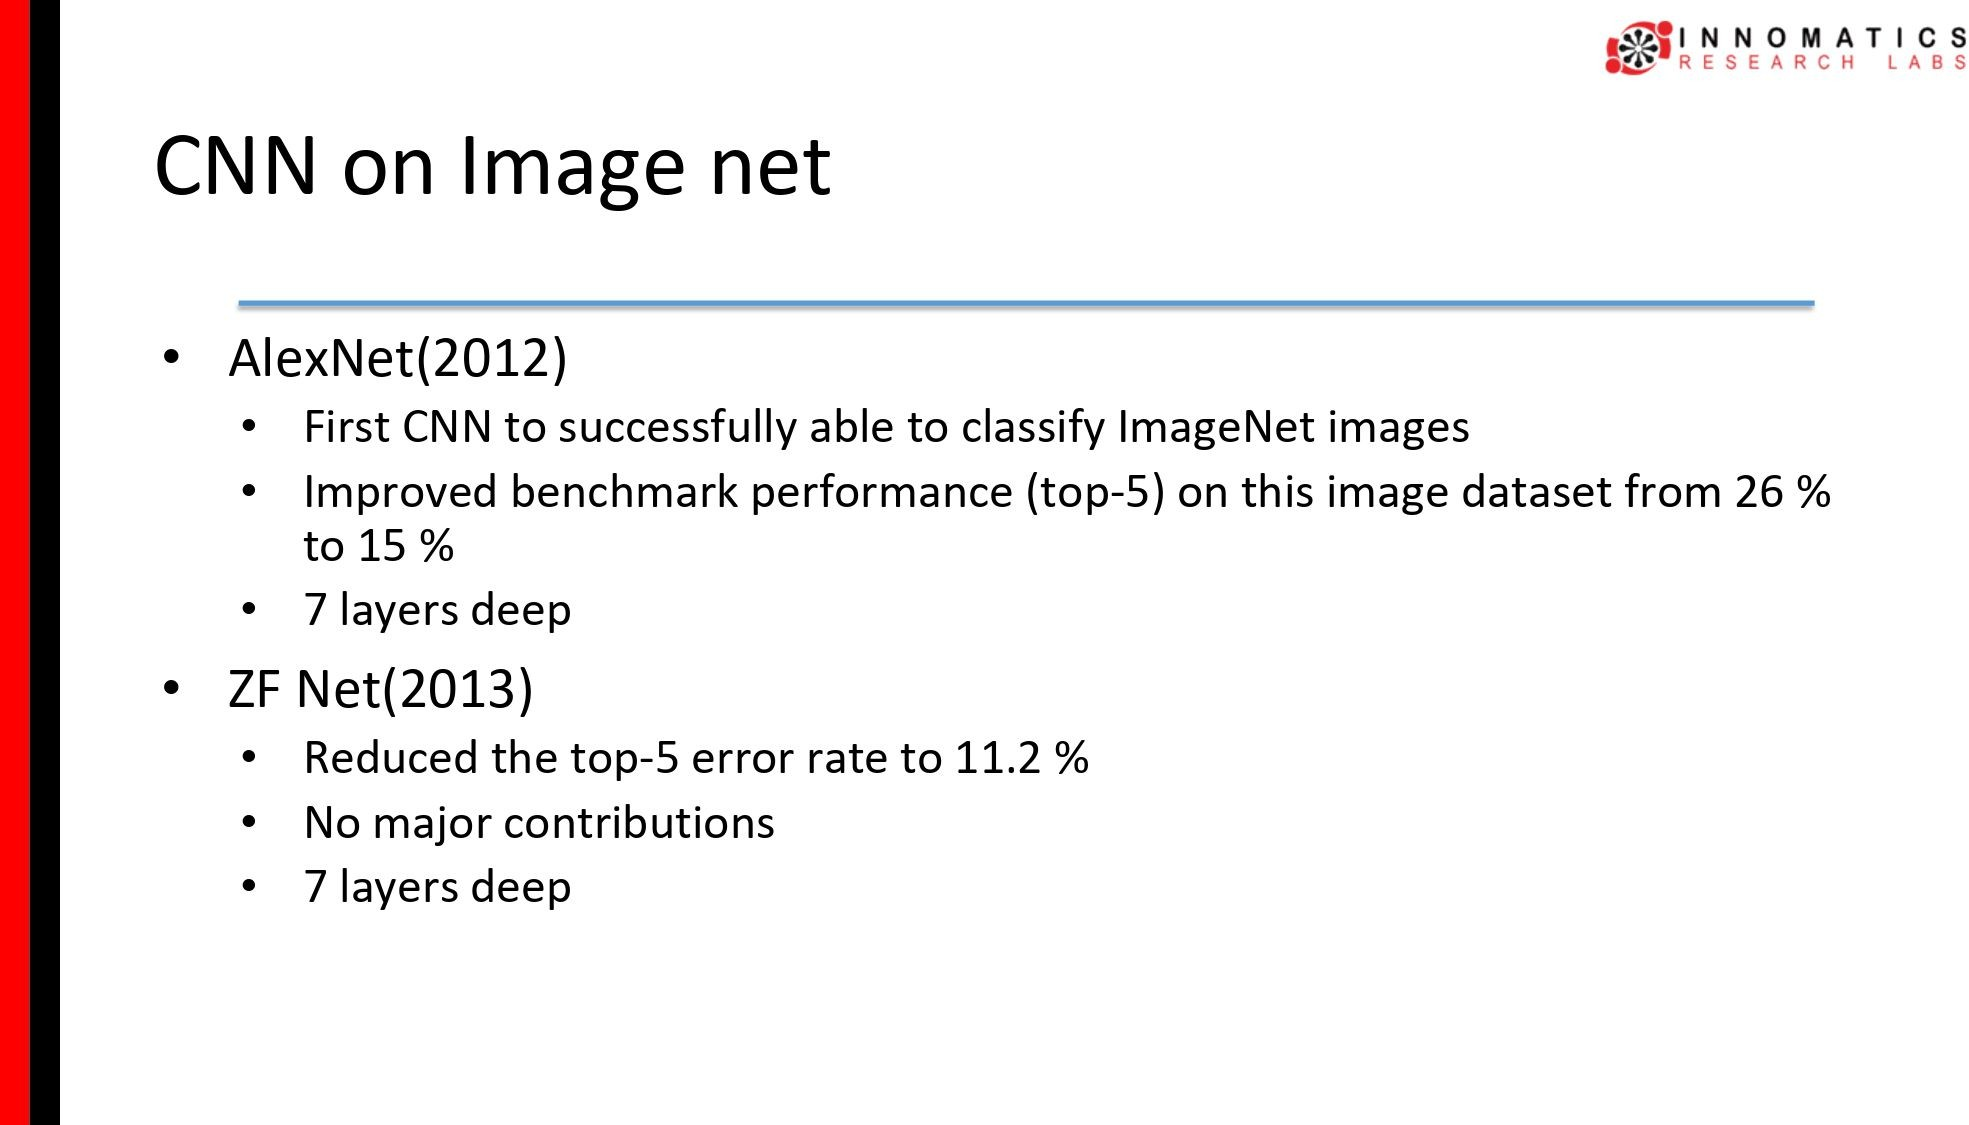 INNOMATICS
RESEARCH LABS
CNN on Image net
• AlexNet(2012)
• First CNN to successfully able to classify ImageNet images
• Improved benchmark performance (top-5) on this image dataset from 26 %
to 15 %
• 7 layers deep
• ZF Net(2013)
• Reduced the top-5 error rate to 11.2 %
• No major contributions
• 7 layers deep